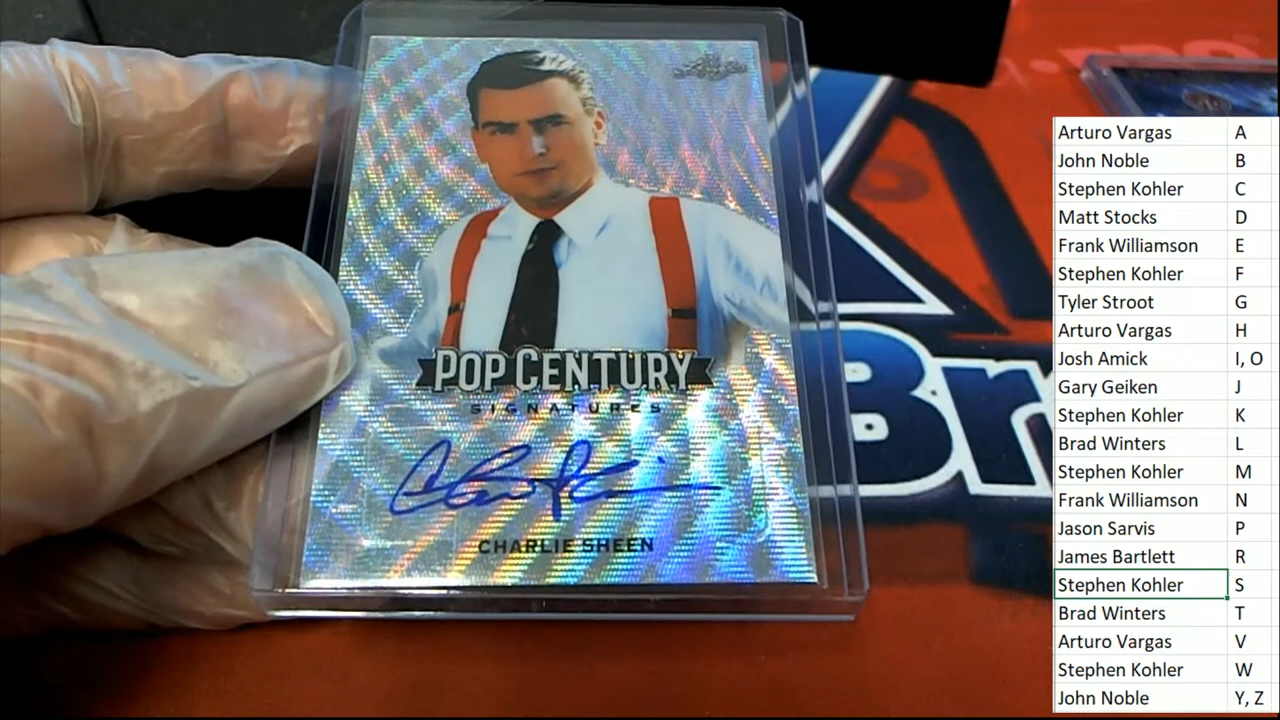 POP CENTURY
SIGNATURES
CHARLIE SHEEN
Br
Arturo Vargas A
John Noble B
Stephen Kohler C
Matt Stocks D
Frank Williamson E
Stephen Kohler F
Tyler Stroot G
Arturo Vargas H
Josh Amick I, O
Gary Geiken J
Stephen Kohler K
Brad Winters L
Stephen Kohler M
Frank Williamson N
Jason Sarvis P
James Bartlett R
Stephen Kohler S
Brad Winters T
Arturo Vargas V
Stephen Kohler W
John Noble Y, Z